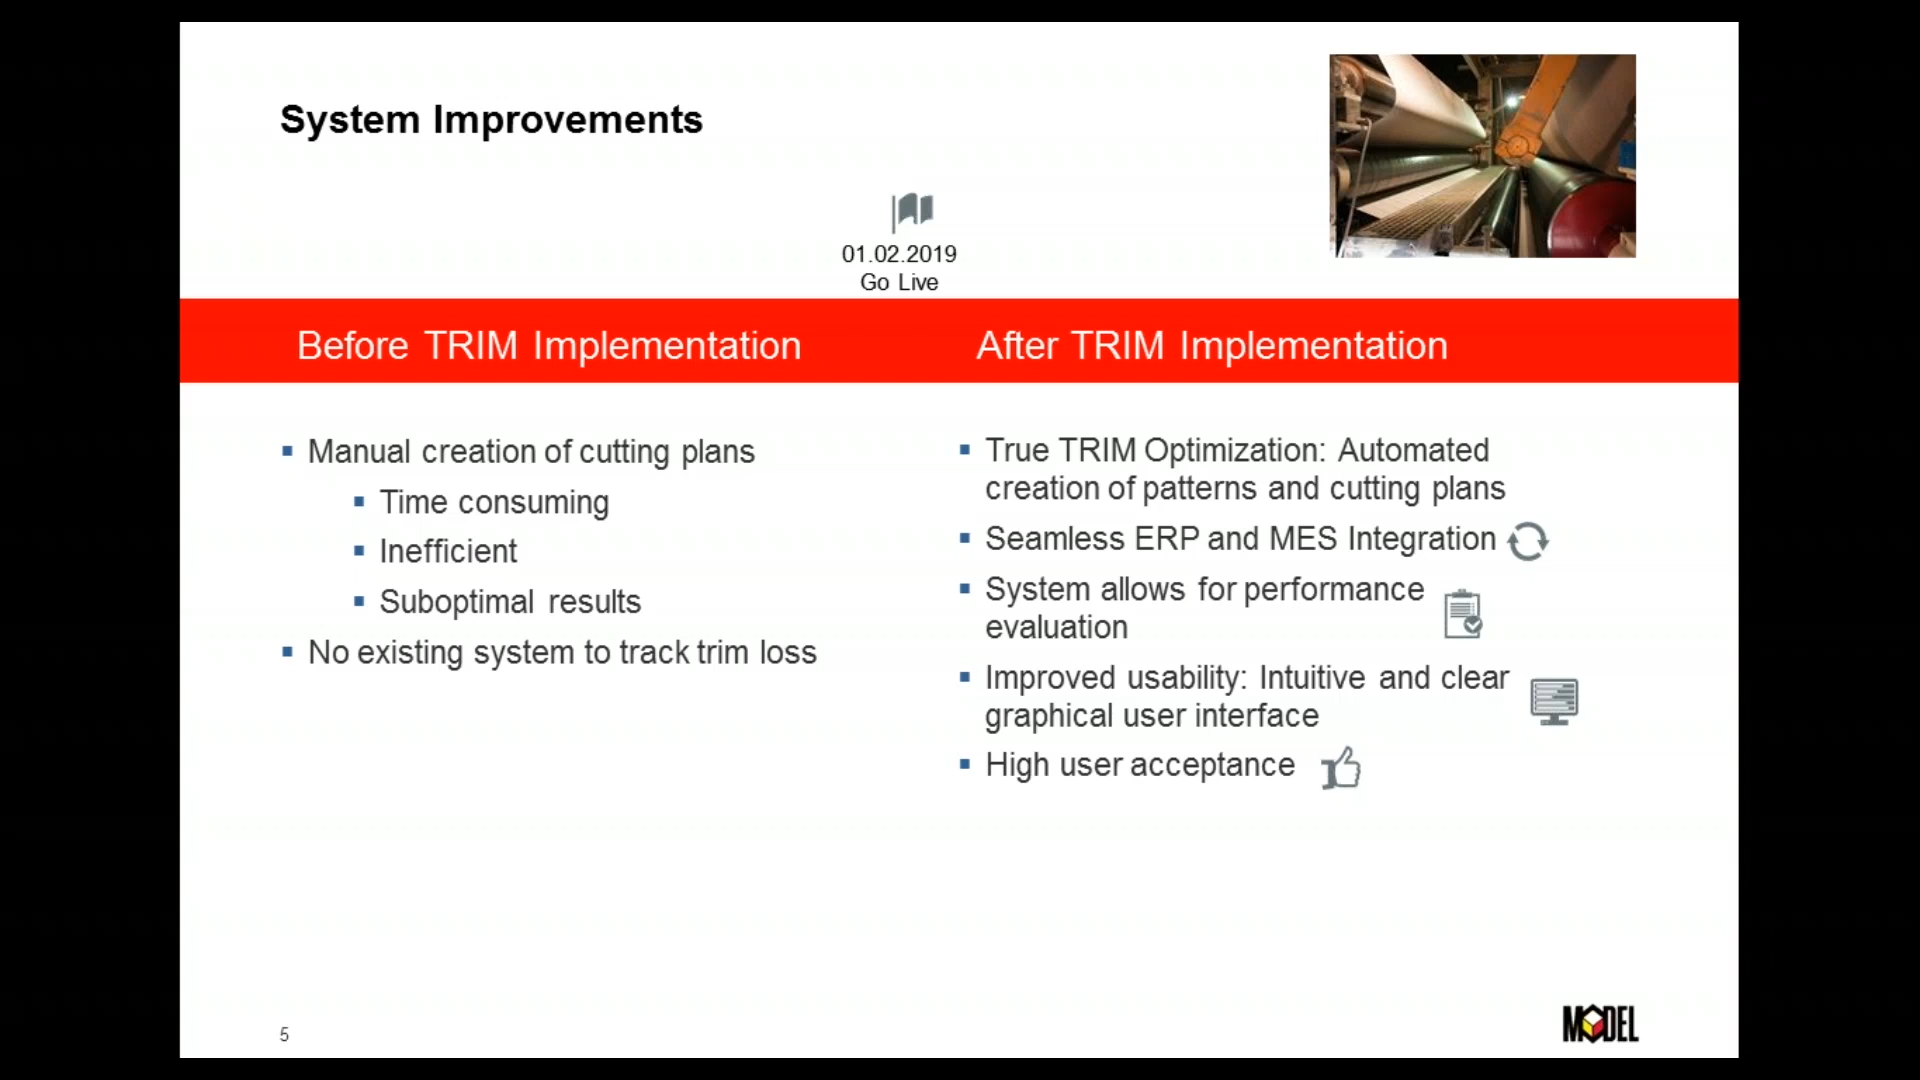 System Improvements
01.02.2019
Go Live
Before TRIM Implementation
After TRIM Implementation
▪ Manual creation of cutting plans
▪ Time consuming
▪ Inefficient
▪ Suboptimal results
▪ No existing system to track trim loss
▪ True TRIM Optimization: Automated
creation of patterns and cutting plans
▪ Seamless ERP and MES Integration
▪ System allows for performance
evaluation
▪ Improved usability: Intuitive and clear
graphical user interface
▪ High user acceptance
5
MODEL